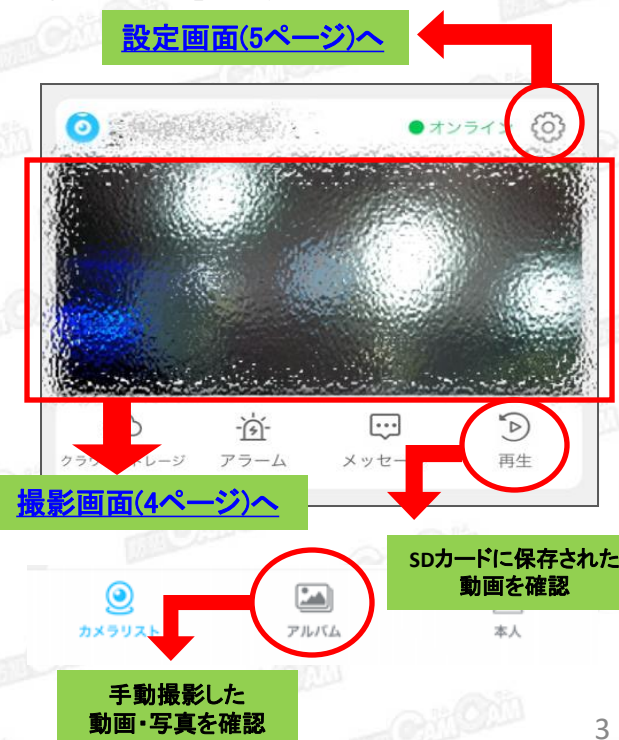 設定画面(5ページ)へ
オンライン
アラーム
再生
撮影画面(4ページ)へ
SDカードに保存された
動画を確認
カメラリスト
アルバム
本人
手動撮影した
動画・写真を確認
3